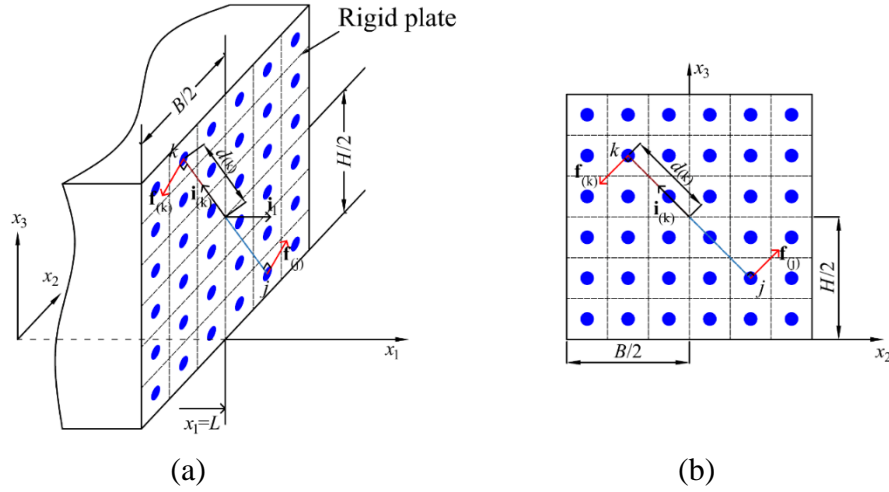 Rigid plate
B/2
k
d(k)
H/2
f(k)
i(k)
i1
f(j)
j
x3
x2
x1
x1=L
(a)
x3
k
d(k)
f(k)
i(k)
f(j)
j
H/2
B/2
x2
(b)